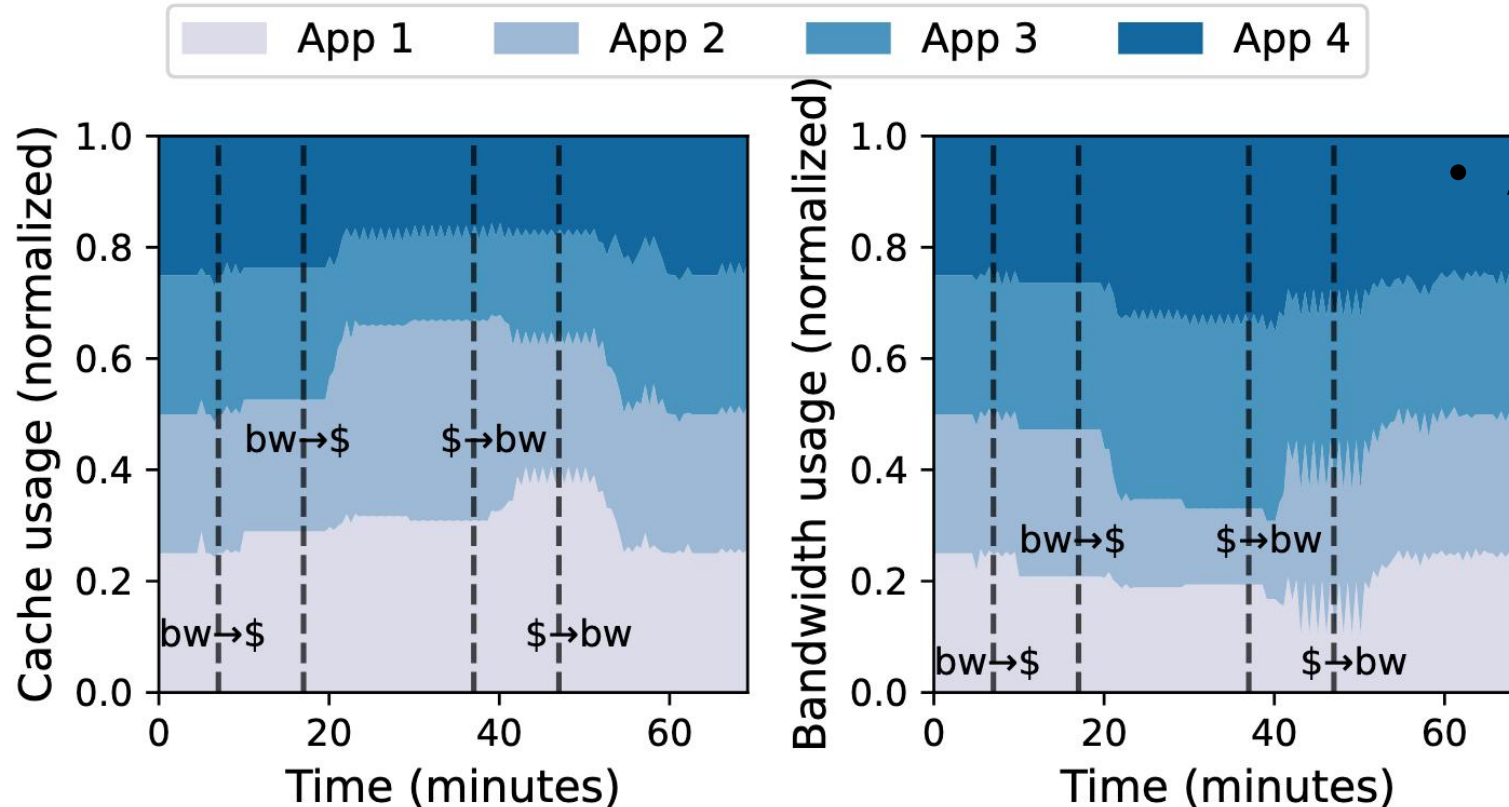 App 1
App 2
App 3
App 4
Cache usage (normalized)
1.0
0.8
0.6
0.4
0.2
0.0
bw→$
$→bw
bw→$
$→bw
0
20
40
60
Time (minutes)
Bandwidth usage (normalized)
1.0
0.8
0.6
0.4
0.2
0.0
bw→$
$→bw
bw→$
$→bw
0
20
40
60
Time (minutes)